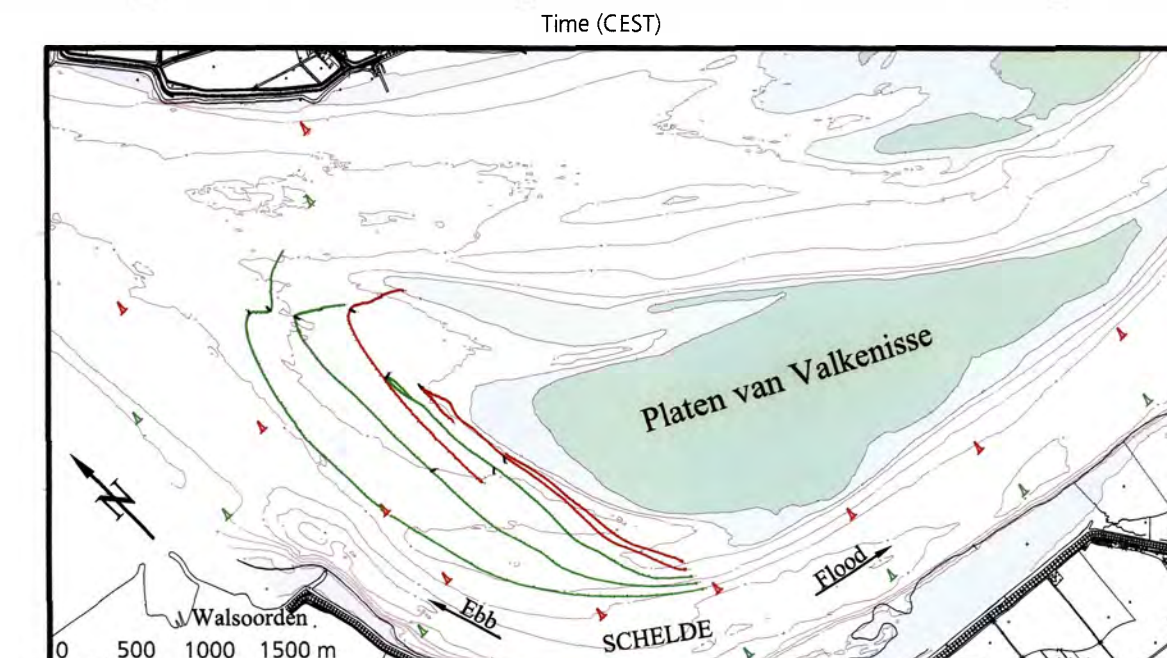 Time (CEST)
Platen van Valkenisse
N
Flood
Ebb
Walsoorden
SCHELDE
0 500 1000 1500 m